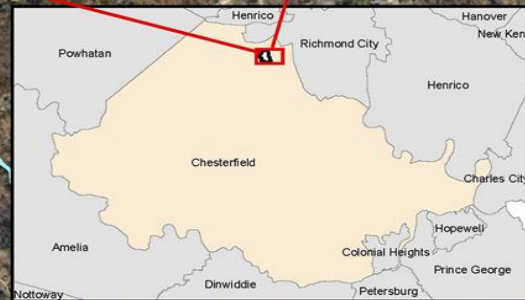 Henrico
Hanover
New Ken
Powhatan
Richmond City
Henrico
Chesterfield
Charles City
Hopewell
Amelia
Colonial Heights
Prince George
Dinwiddie
Petersburg
Nottoway